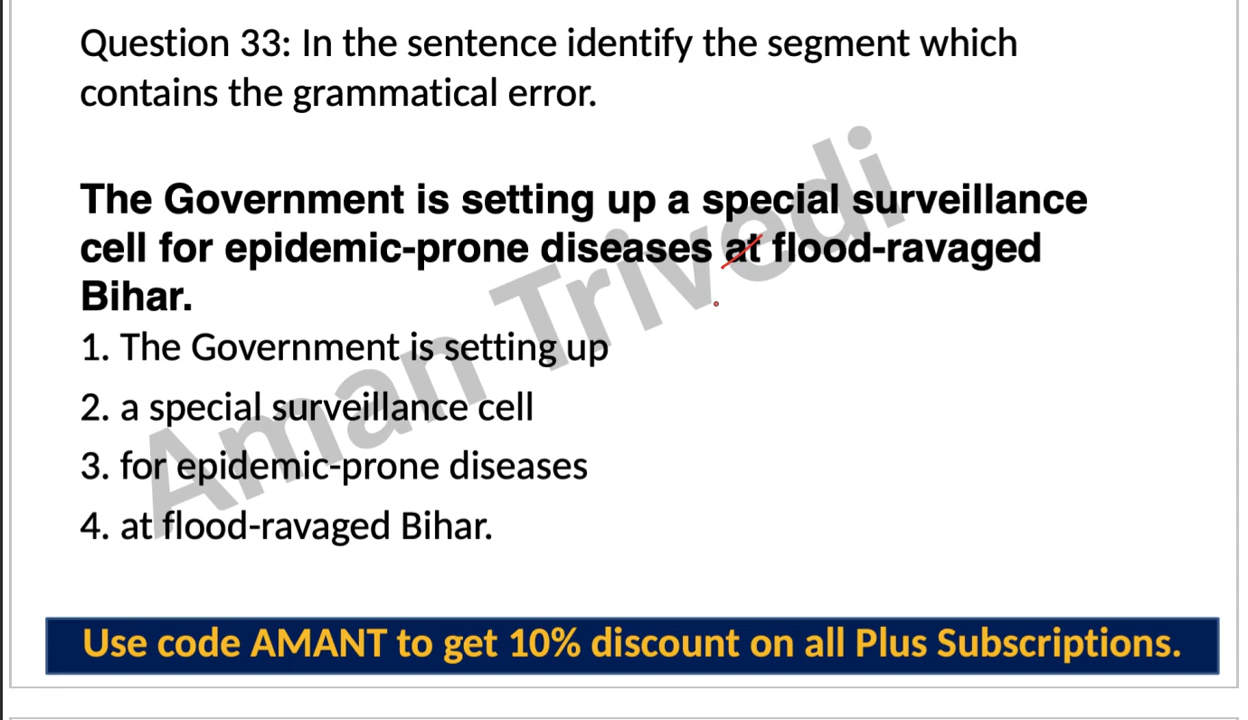 Question 33: In the sentence identify the segment which
contains the grammatical error.
The Government is setting up a special surveillance
cell for epidemic-prone diseases at flood-ravaged
Bihar.
1. The Government is setting up
2. a special surveillance cell
3. for epidemic-prone diseases
4. at flood-ravaged Bihar.
Aman Trivedi
Use code AMANT to get 10% discount on all Plus Subscriptions.